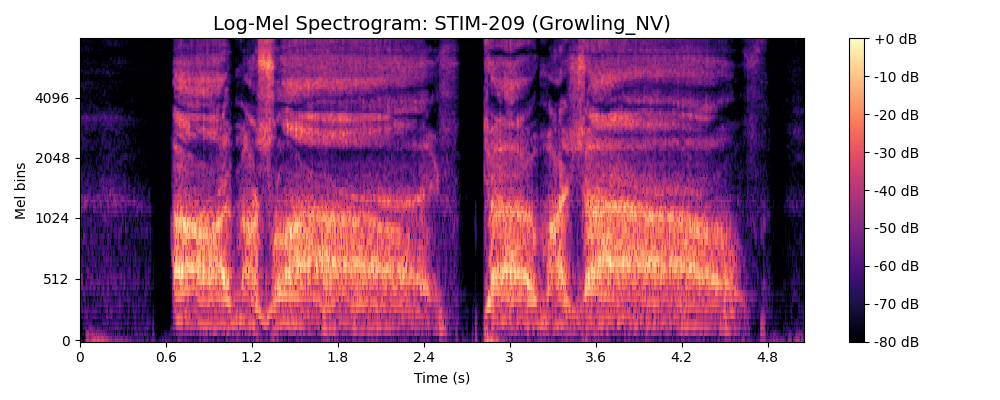 Log-Mel Spectrogram: STIM-209 (Growling_NV)
Mel bins
4096
2048
1024
512
0
0 0.6 1.2 1.8 2.4 3 3.6 4.2 4.8
Time (s)
+0 dB
-10 dB
-20 dB
-30 dB
-40 dB
-50 dB
-60 dB
-70 dB
-80 dB